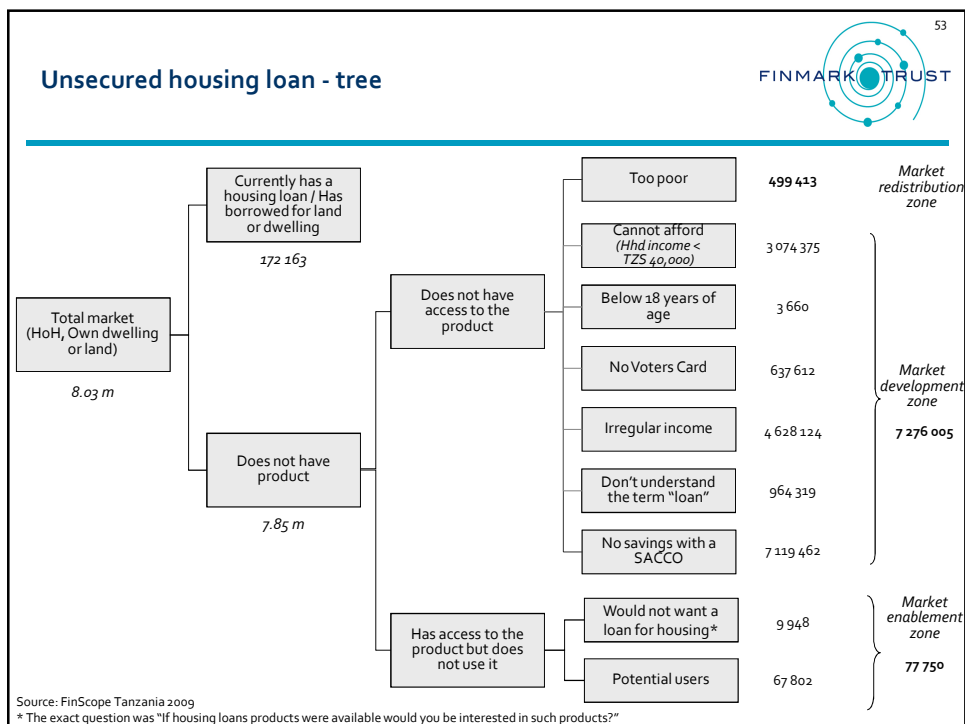 53
Unsecured housing loan - tree
FINMARK TRUST
Currently has a
housing loan / Has
borrowed for land
or dwelling
172 163
Total market
(HoH, Own dwelling
or land)
8.03 m
Does not have
product
7.85 m
Does not have
access to the
product
Too poor
499 413
Market
redistribution
zone
Cannot afford
(Hhd income <
TZS 40,000)
3 074 375
Below 18 years of
age
3 660
No Voters Card
637 612
Irregular income
4 628 124
Don't understand
the term "loan"
964 319
No savings with a
SACCO
7 119 462
Market
development
zone
7 276 005
Has access to the
product but does
not use it
Would not want a
loan for housing*
9 948
Potential users
67 802
Market
enablement
zone
77 750
Source: FinScope Tanzania 2009
* The exact question was "If housing loans products were available would you be interested in such products?"